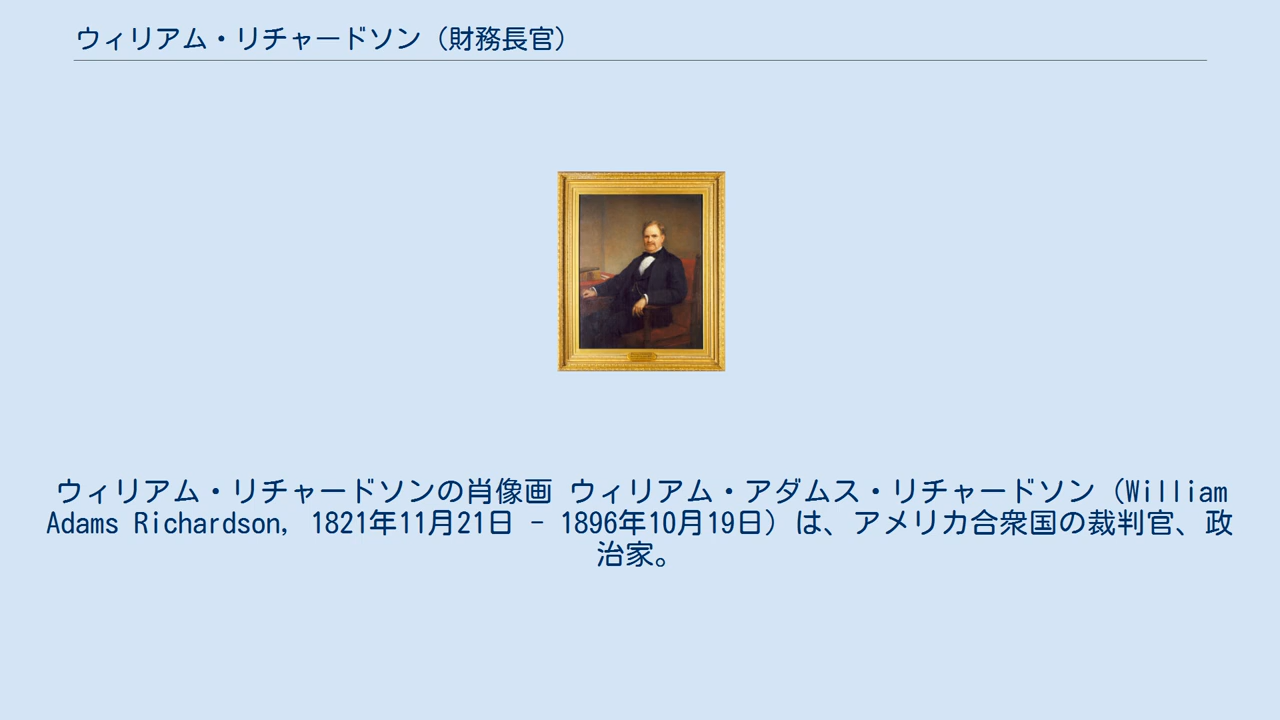 ウィリアム・リチャードソン（財務長官）
ウィリアム・リチャードソンの肖像画 ウィリアム・アダムス・リチャードソン（William
Adams Richardson, 1821年11月21日 - 1896年10月19日）は、アメリカ合衆国の裁判官、政
治家。